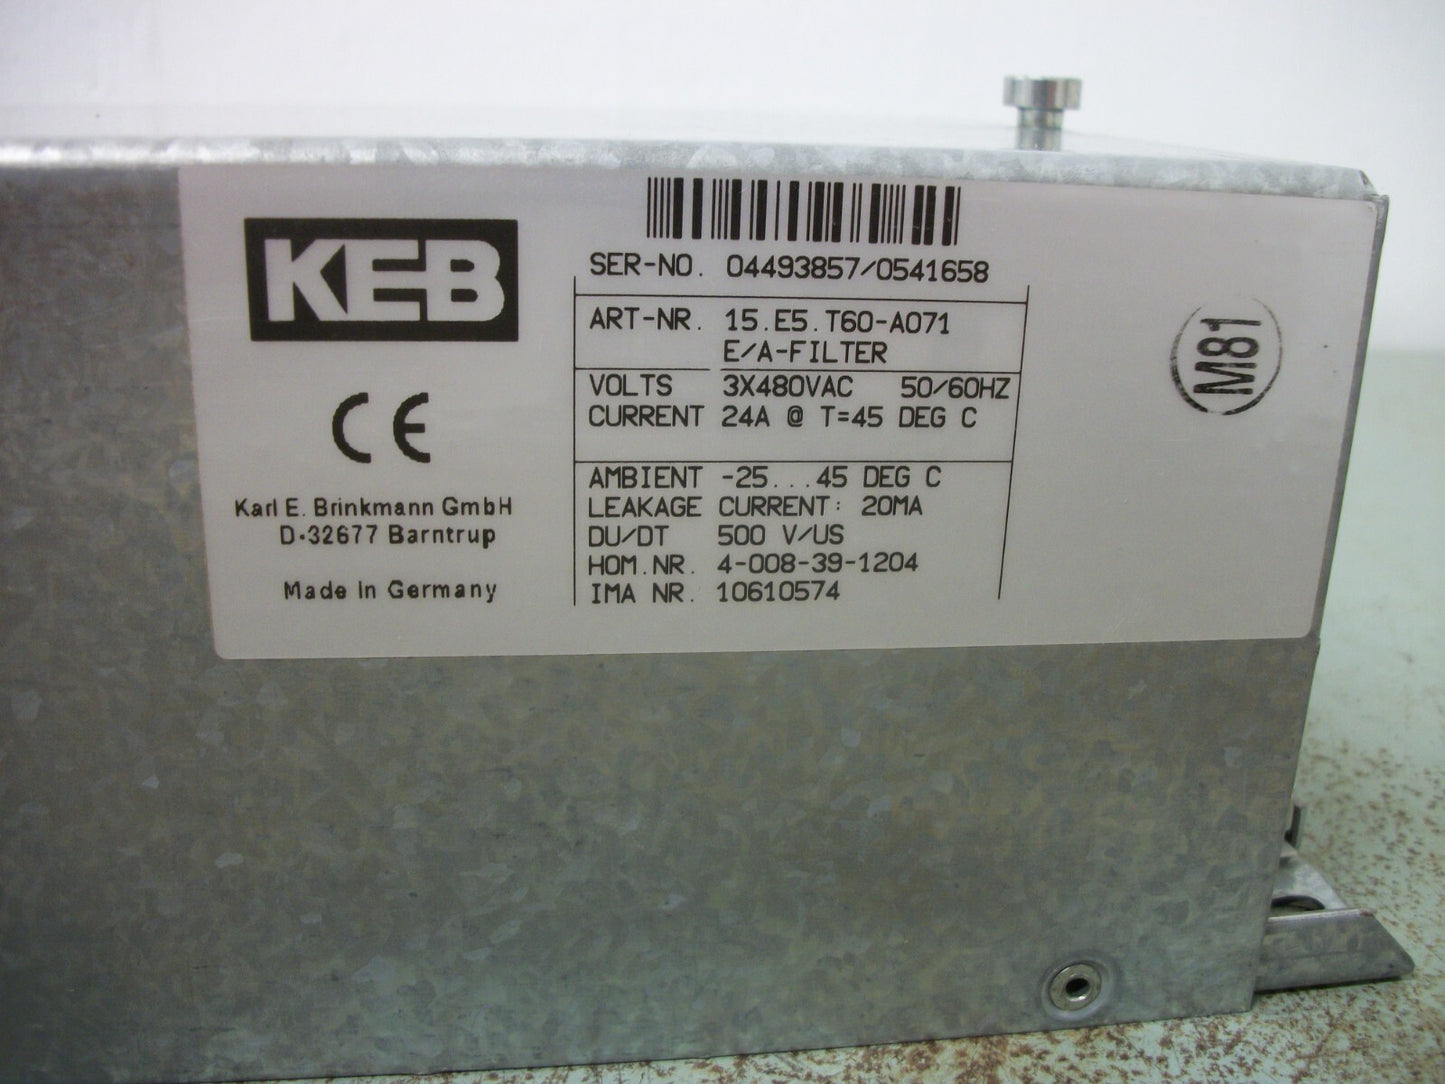 KEB
CE
Karl E. Brinkmann GmbH
D-32677 Barntrup
Made In Germany
SER-NO. 04493857/0541658
ART-NR. 15.E5.T60-A071
E/A-FILTER
VOLTS 3X480VAC 50/60HZ
CURRENT 24A @ T=45 DEG C
AMBIENT -25...45 DEG C
LEAKAGE CURRENT: 20MA
DU/DT 500 V/US
HOM.NR. 4-008-39-1204
IMA NR. 10610574
M81